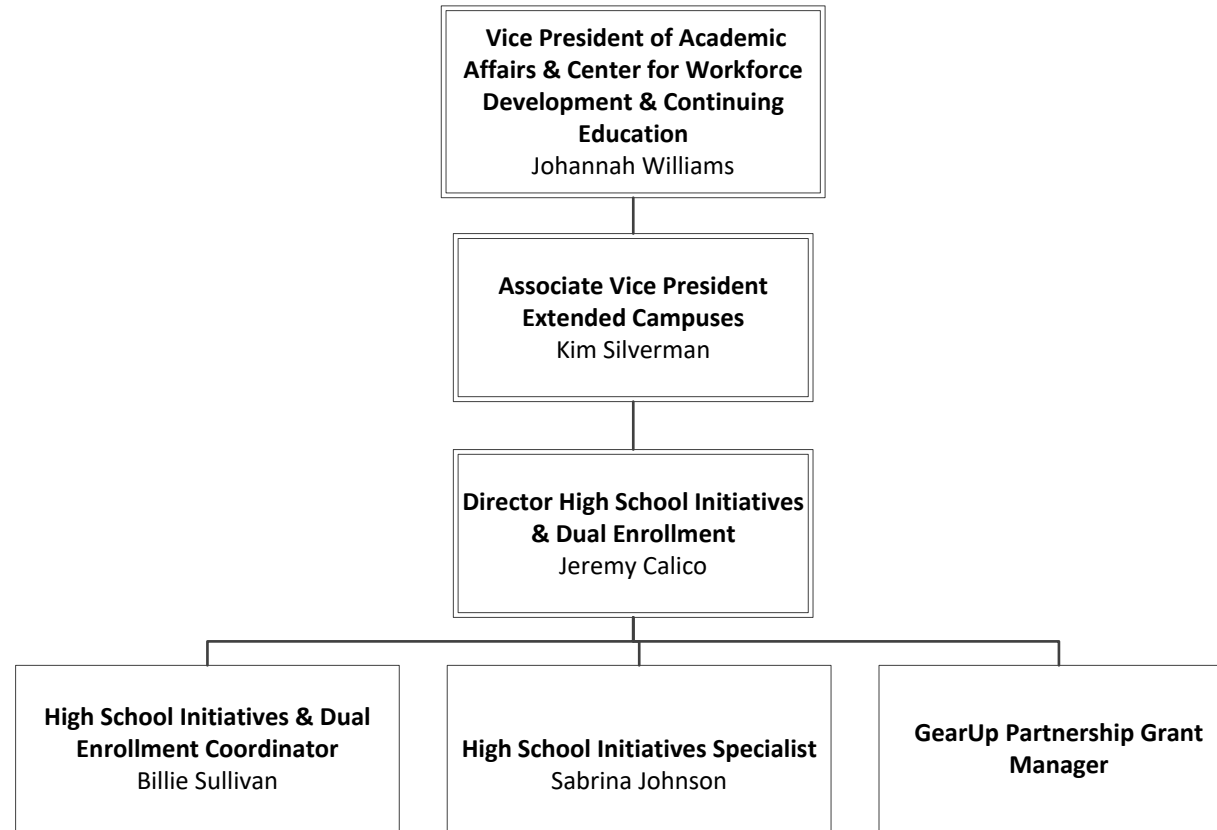 Vice President of Academic
Affairs & Center for Workforce
Development & Continuing
Education
Johannah Williams
Associate Vice President
Extended Campuses
Kim Silverman
Director High School Initiatives
& Dual Enrollment
Jeremy Calico
High School Initiatives & Dual
Enrollment Coordinator
Billie Sullivan
High School Initiatives Specialist
Sabrina Johnson
GearUp Partnership Grant
Manager